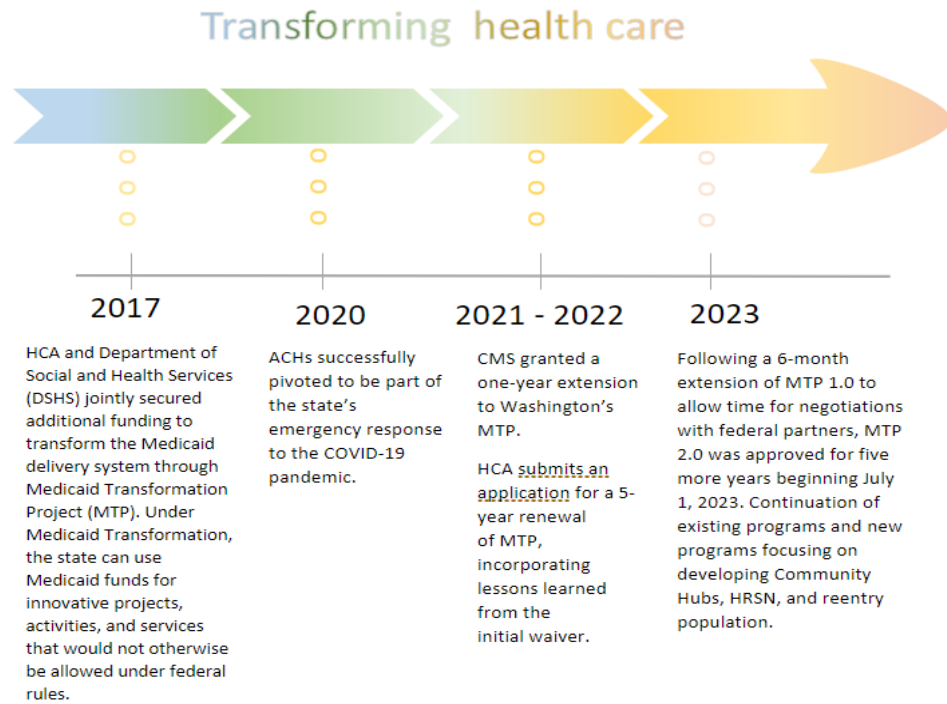 Transforming health care
2017
HCA and Department of
Social and Health Services
(DSHS) jointly secured
additional funding to
transform the Medicaid
delivery system through
Medicaid Transformation
Project (MTP). Under
Medicaid Transformation,
the state can use
Medicaid funds for
innovative projects,
activities, and services
that would not otherwise
be allowed under federal
rules.
2020
ACHs successfully
pivoted to be part of
the state's
emergency response
to the COVID-19
pandemic.
2021 - 2022
CMS granted a
one-year extension
to Washington's
MTP.
HCA submits an
application for a 5-
year renewal
of MTP,
incorporating
lessons learned
from the
initial waiver.
2023
Following a 6-month
extension of MTP 1.0 to
allow time for negotiations
with federal partners, MTP
2.0 was approved for five
more years beginning July
1, 2023. Continuation of
existing programs and new
programs focusing on
developing Community
Hubs, HRSN, and reentry
population.